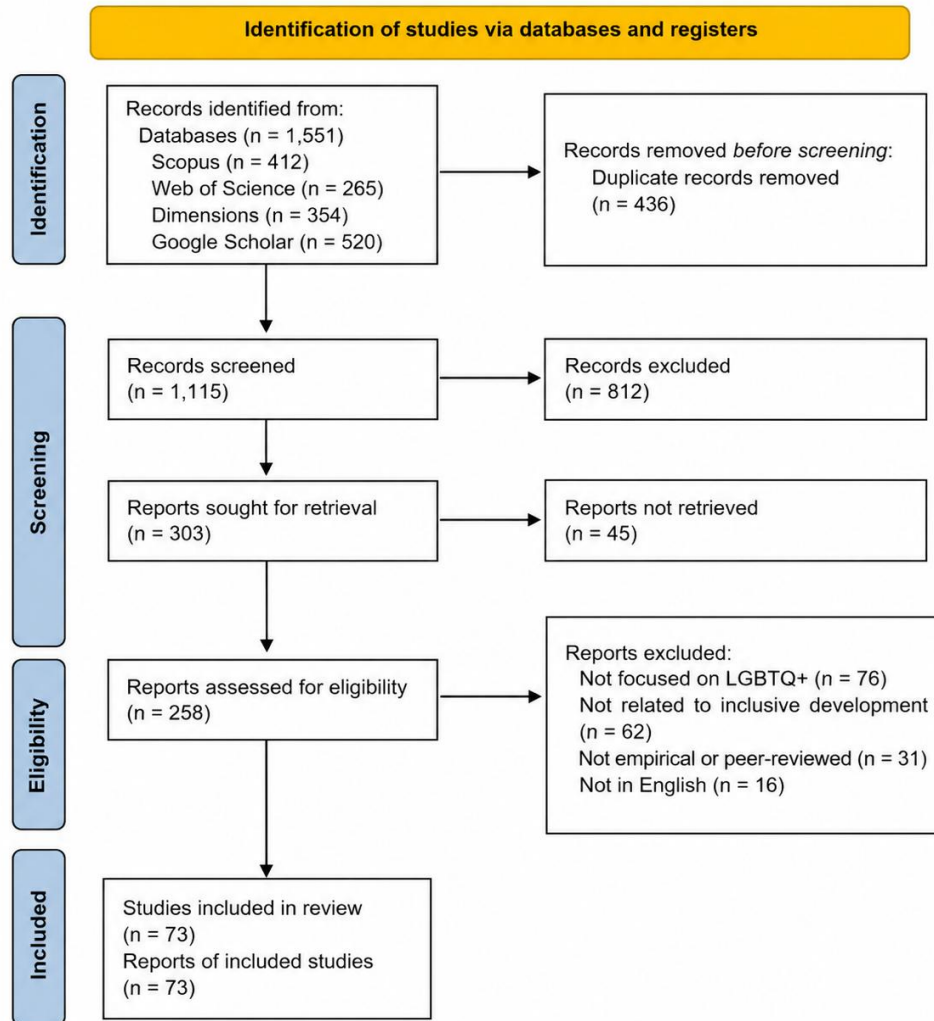 Identification of studies via databases and registers
Identification
Records identified from:
Databases (n = 1,551)
Scopus (n = 412)
Web of Science (n = 265)
Dimensions (n = 354)
Google Scholar (n = 520)
Records removed before screening:
Duplicate records removed
(n = 436)
Screening
Records screened
(n = 1,115)
Records excluded
(n = 812)
Reports sought for retrieval
(n = 303)
Reports not retrieved
(n = 45)
Eligibility
Reports assessed for eligibility
(n = 258)
Reports excluded:
Not focused on LGBTQ+ (n = 76)
Not related to inclusive development
(n = 62)
Not empirical or peer-reviewed (n = 31)
Not in English (n = 16)
Included
Studies included in review
(n = 73)
Reports of included studies
(n = 73)